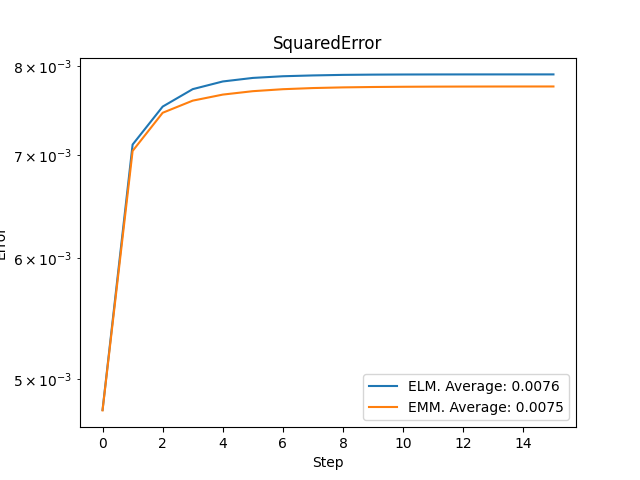 SquaredError
8 × 10⁻³
7 × 10⁻³
6 × 10⁻³
5 × 10⁻³
Error
0 2 4 6 8 10 12 14
Step
ELM. Average: 0.0076
EMM. Average: 0.0075